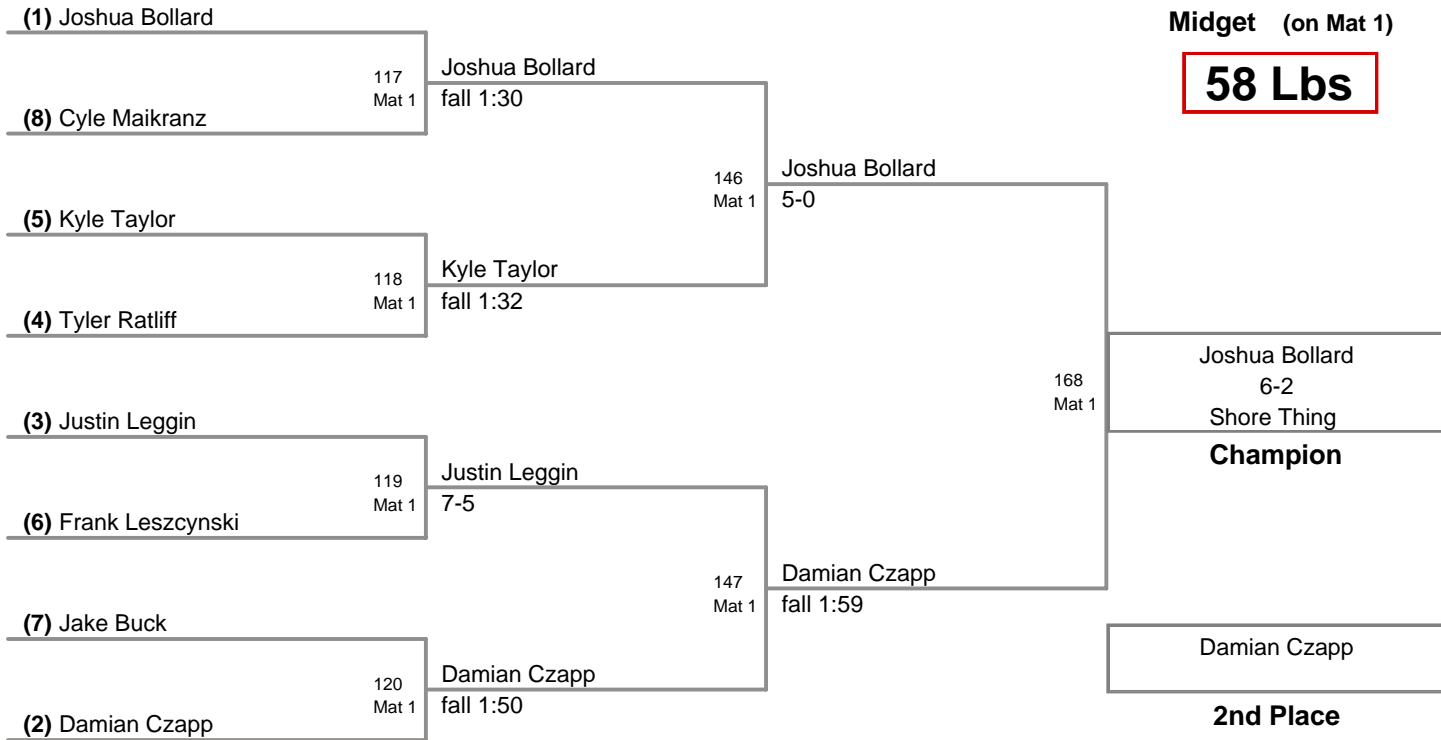 (1) Joshua Bollard
Midget (on Mat 1)
58 Lbs
117
Mat 1
Joshua Bollard
fall 1:30
(8) Cyle Maikranz
146
Mat 1
Joshua Bollard
5-0
(5) Kyle Taylor
118
Mat 1
Kyle Taylor
fall 1:32
(4) Tyler Ratliff
168
Mat 1
Joshua Bollard
6-2
Shore Thing
Champion
(3) Justin Leggin
119
Mat 1
Justin Leggin
7-5
(6) Frank Leszcynski
147
Mat 1
Damian Czapp
fall 1:59
(7) Jake Buck
120
Mat 1
Damian Czapp
fall 1:50
(2) Damian Czapp
Damian Czapp
2nd Place